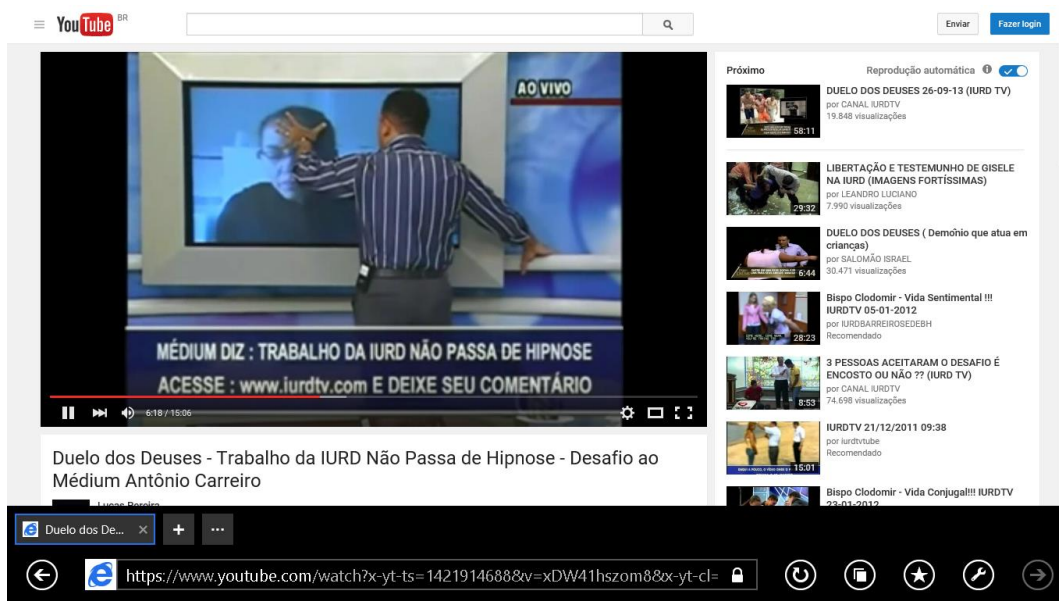 YouTube BR
Enviar
Fazer login
AO VIVO
MÉDIUM DIZ : TRABALHO DA IURD NÃO PASSA DE HIPNOSE
ACESSE : www.iurdtv.com E DEIXE SEU COMENTÁRIO
6:18 / 15:06
Duelo dos Deuses - Trabalho da IURD Não Passa de Hipnose - Desafio ao
Médium Antônio Carreiro
Lucas Pereira
Próximo
Reprodução automática
DUELO DOS DEUSES 26-09-13 (IURD TV)
por CANAL IURDTV
19.848 visualizações
58:11
LIBERTAÇÃO E TESTEMUNHO DE GISELE
NA IURD (IMAGENS FORTÍSSIMAS)
por LEANDRO LUCIANO
7.990 visualizações
29:32
DUELO DOS DEUSES ( Demônio que atua em
crianças)
por SALOMÃO ISRAEL
30.471 visualizações
6:44
Bispo Clodomir - Vida Sentimental !!!
IURDTV 05-01-2012
por IURDBARREIROSEDEBH
Recomendado
28:23
3 PESSOAS ACEITARAM O DESAFIO É
ENCOSTO OU NÃO ?? (IURD TV)
por CANAL IURDTV
74.698 visualizações
8:53
IURDTV 21/12/2011 09:38
por iurdtvtube
Recomendado
15:01
Bispo Clodomir - Vida Conjugal!!! IURDTV
23-01-2012
Duelo dos De...
https://www.youtube.com/watch?x-yt-ts=1421914688&v=xDW41hszom8&x-yt-cl=